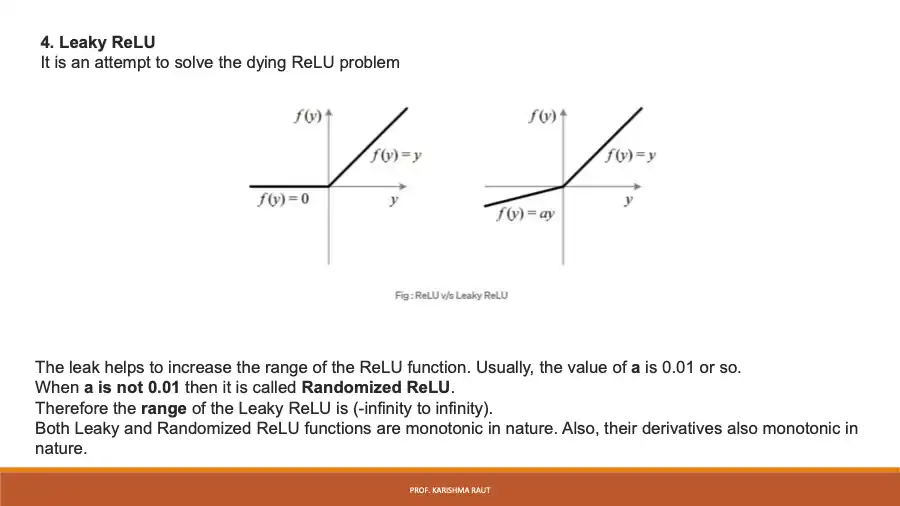 4. Leaky ReLU
It is an attempt to solve the dying ReLU problem
f(y)
f(y) = y
f(y) = 0
y
f(y)
f(y) = y
f(y) = ay
y
Fig : ReLU v/s Leaky ReLU
The leak helps to increase the range of the ReLU function. Usually, the value of a is 0.01 or so.
When a is not 0.01 then it is called Randomized ReLU.
Therefore the range of the Leaky ReLU is (-infinity to infinity).
Both Leaky and Randomized ReLU functions are monotonic in nature. Also, their derivatives also monotonic in
nature.
PROF. KARISHMA RAUT